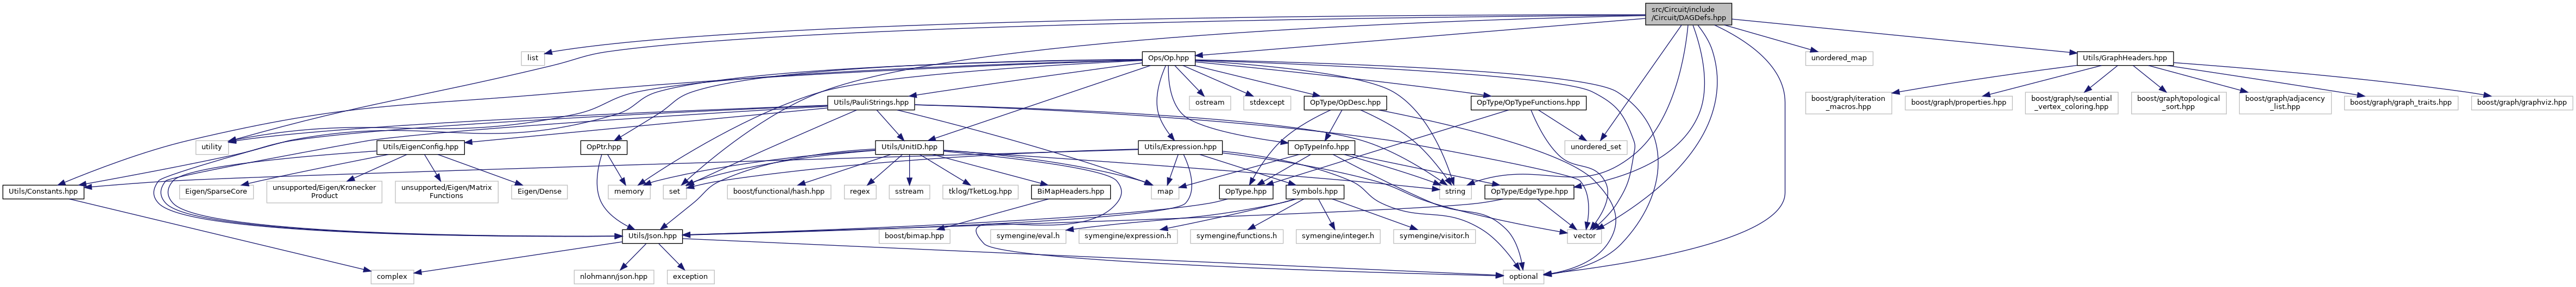 src/Circuit/include
/Circuit/DAGDefs.hpp
list
Ops/Op.hpp
unordered_map
Utils/GraphHeaders.hpp
Utils/PauliStrings.hpp
ostream
stdexcept
OpType/OpDesc.hpp
OpType/OpTypeFunctions.hpp
boost/graph/iteration
_macros.hpp
boost/graph/properties.hpp
boost/graph/sequential
_vertex_coloring.hpp
boost/graph/topological
_sort.hpp
boost/graph/adjacency
_list.hpp
boost/graph/graph_traits.hpp
boost/graph/graphviz.hpp
utility
Utils/EigenConfig.hpp
OpPtr.hpp
Utils/UnitID.hpp
Utils/Expression.hpp
OpTypeInfo.hpp
unordered_set
Utils/Constants.hpp
Eigen/SparseCore
unsupported/Eigen/Kronecker
Product
unsupported/Eigen/Matrix
Functions
Eigen/Dense
memory
set
boost/functional/hash.hpp
regex
sstream
tklog/TketLog.hpp
BiMapHeaders.hpp
map
OpType.hpp
Symbols.hpp
string
OpType/EdgeType.hpp
Utils/Json.hpp
boost/bimap.hpp
symengine/eval.h
symengine/expression.h
symengine/functions.h
symengine/integer.h
symengine/visitor.h
vector
complex
nlohmann/json.hpp
exception
optional